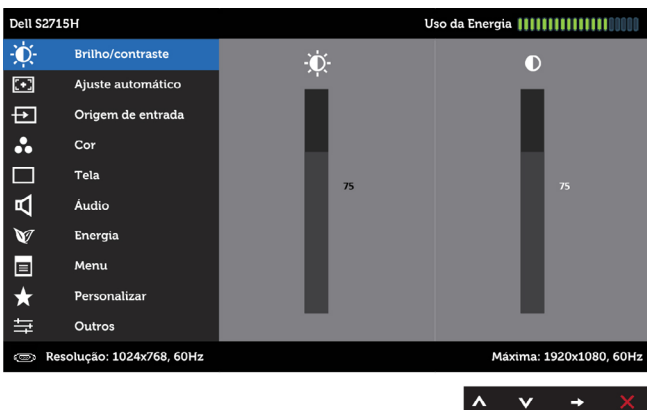 Dell S2715H
Uso da Energia
Brilho/contraste
Ajuste automático
Origem de entrada
Cor
Tela
75
75
Áudio
Energia
Menu
Personalizar
Outros
Resolução: 1024x768, 60Hz
Máxima: 1920x1080, 60Hz